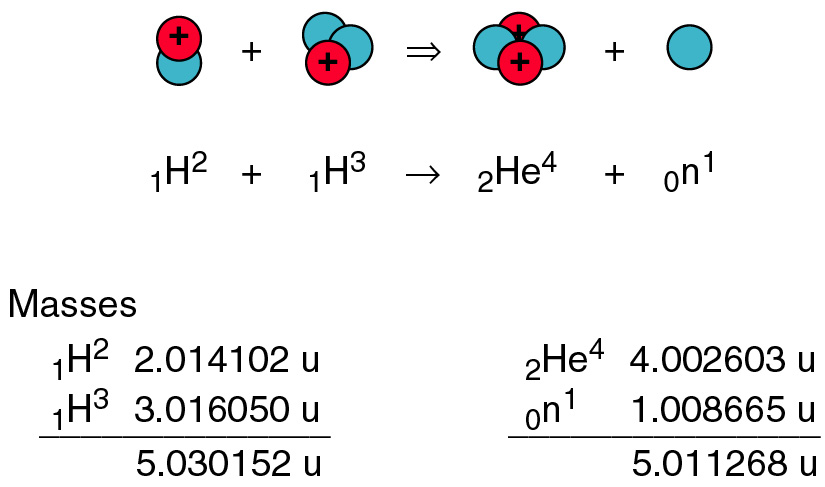 + + + ⇒ + + +
₁H² + ₁H³ → ₂He⁴ + ₀n¹
Masses
₁H² 2.014102 u ₂He⁴ 4.002603 u
₁H³ 3.016050 u ₀n¹ 1.008665 u
5.030152 u 5.011268 u